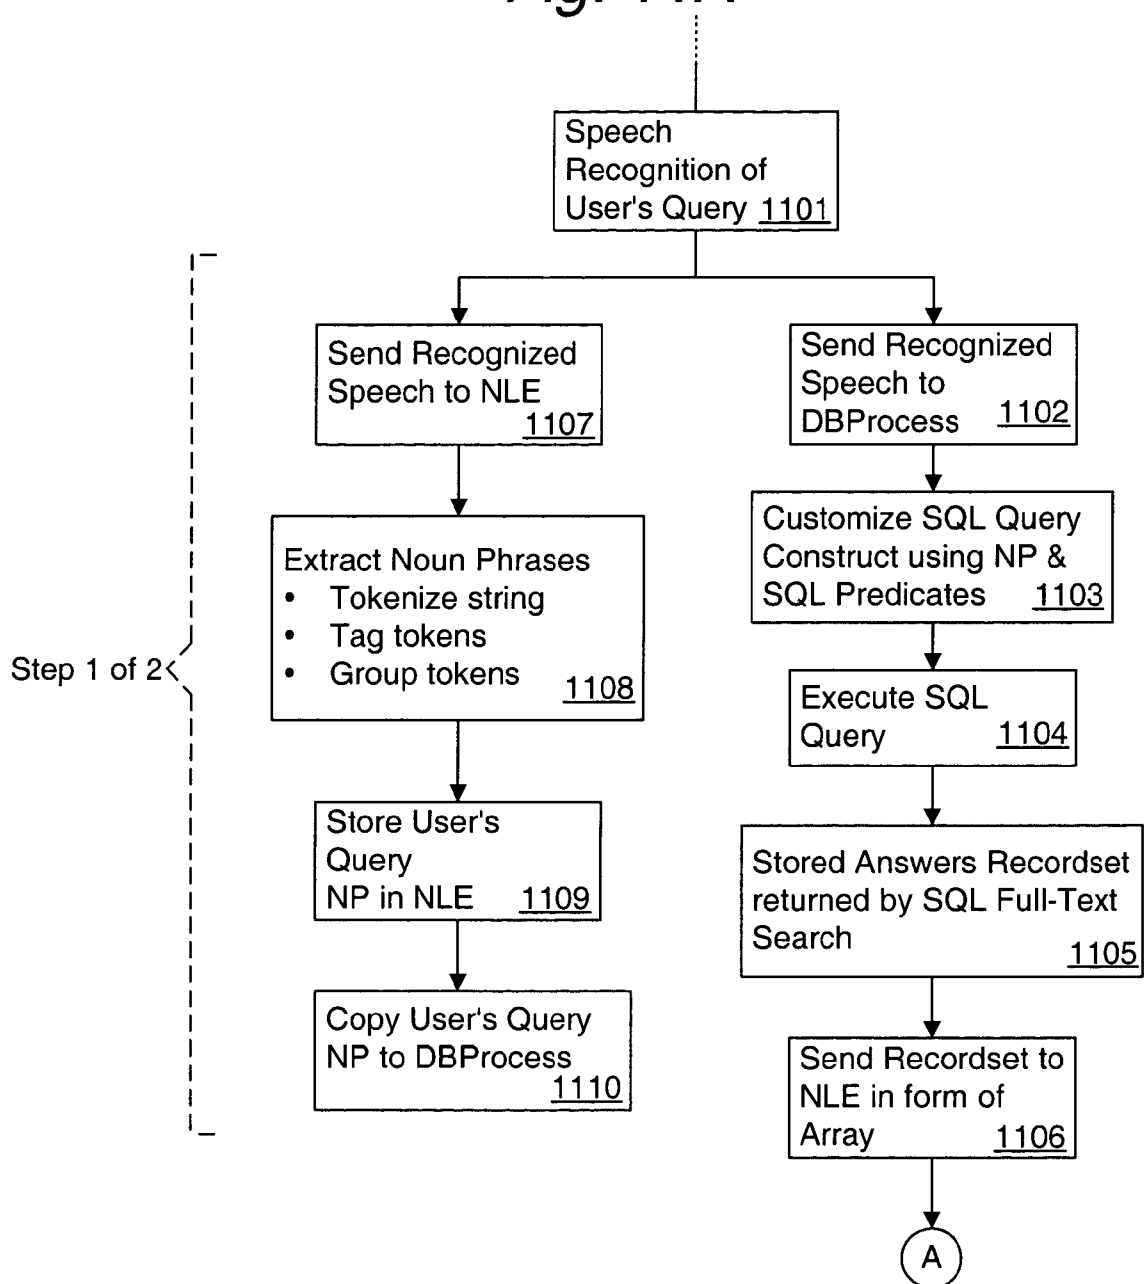 Fig. 11A
Speech
Recognition of
User's Query 1101
Send Recognized
Speech to NLE
1107
Send Recognized
Speech to
DBProcess 1102
Extract Noun Phrases
• Tokenize string
• Tag tokens
• Group tokens
1108
Customize SQL Query
Construct using NP &
SQL Predicates 1103
Step 1 of 2
Execute SQL
Query 1104
Store User's
Query
NP in NLE 1109
Stored Answers Recordset
returned by SQL Full-Text
Search
1105
Copy User's Query
NP to DBProcess
1110
Send Recordset to
NLE in form of
Array 1106
A